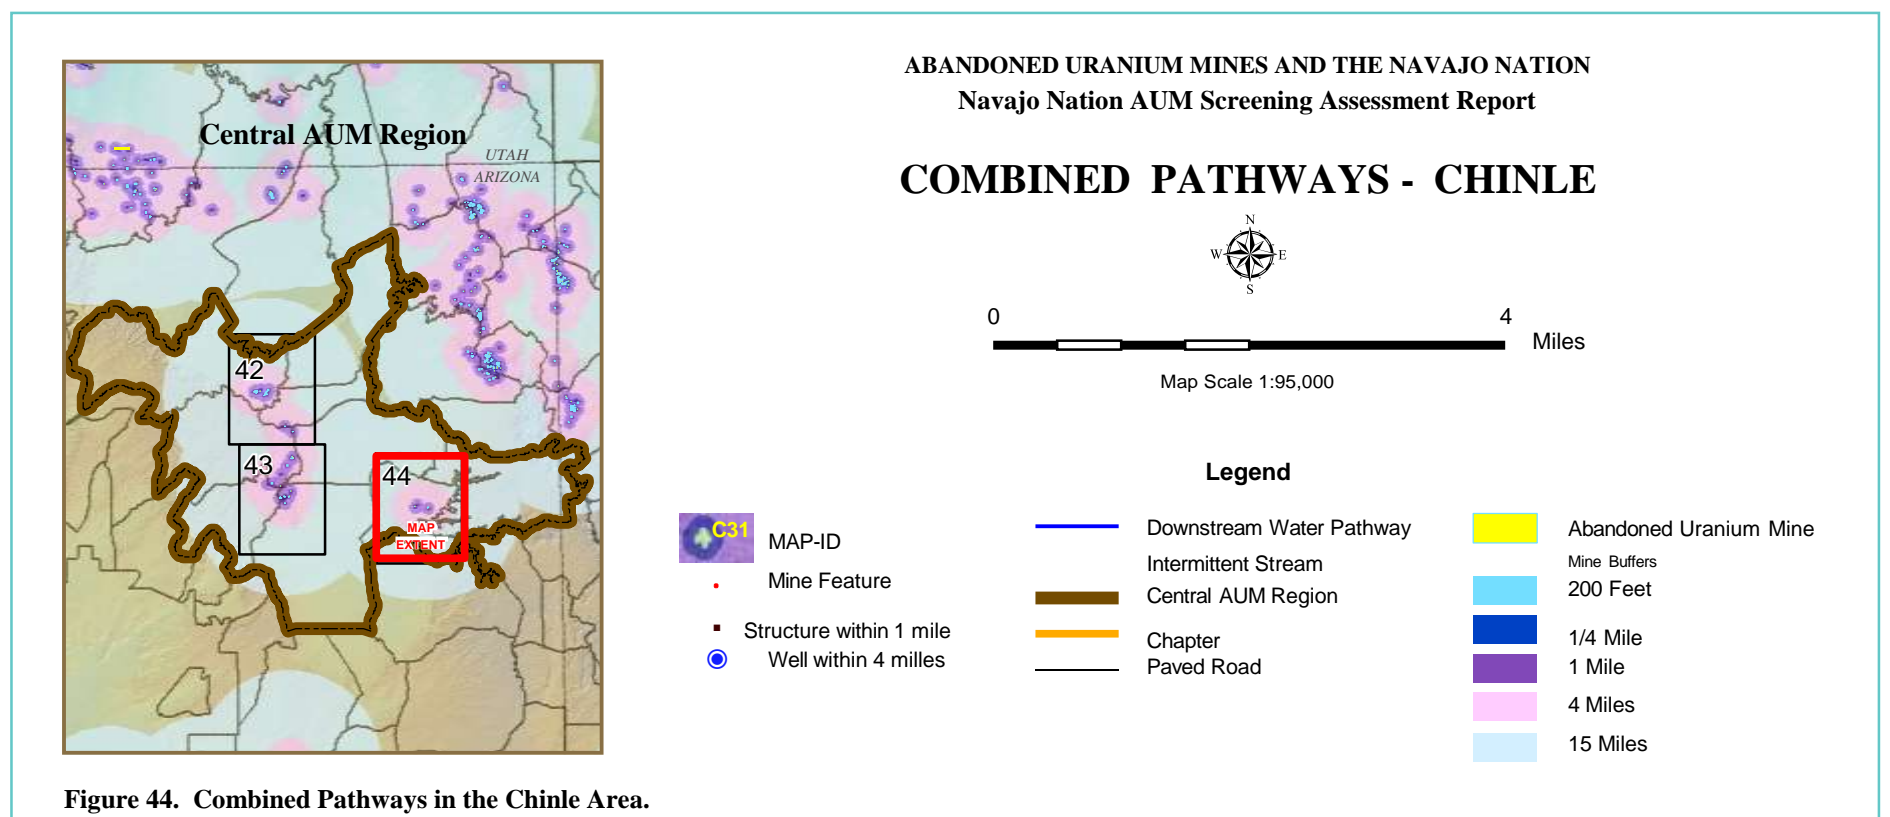 ABANDONED URANIUM MINES AND THE NAVAJO NATION
Navajo Nation AUM Screening Assessment Report
COMBINED PATHWAYS - CHINLE
N
W E
S
0 4
Miles
Map Scale 1:95,000
Central AUM Region
UTAH
ARIZONA
42
43
44
MAP
EXTENT
Legend
C31
MAP-ID
Mine Feature
Structure within 1 mile
Well within 4 milles
Downstream Water Pathway
Intermittent Stream
Central AUM Region
Chapter
Paved Road
Abandoned Uranium Mine
Mine Buffers
200 Feet
1/4 Mile
1 Mile
4 Miles
15 Miles
Figure 44. Combined Pathways in the Chinle Area.